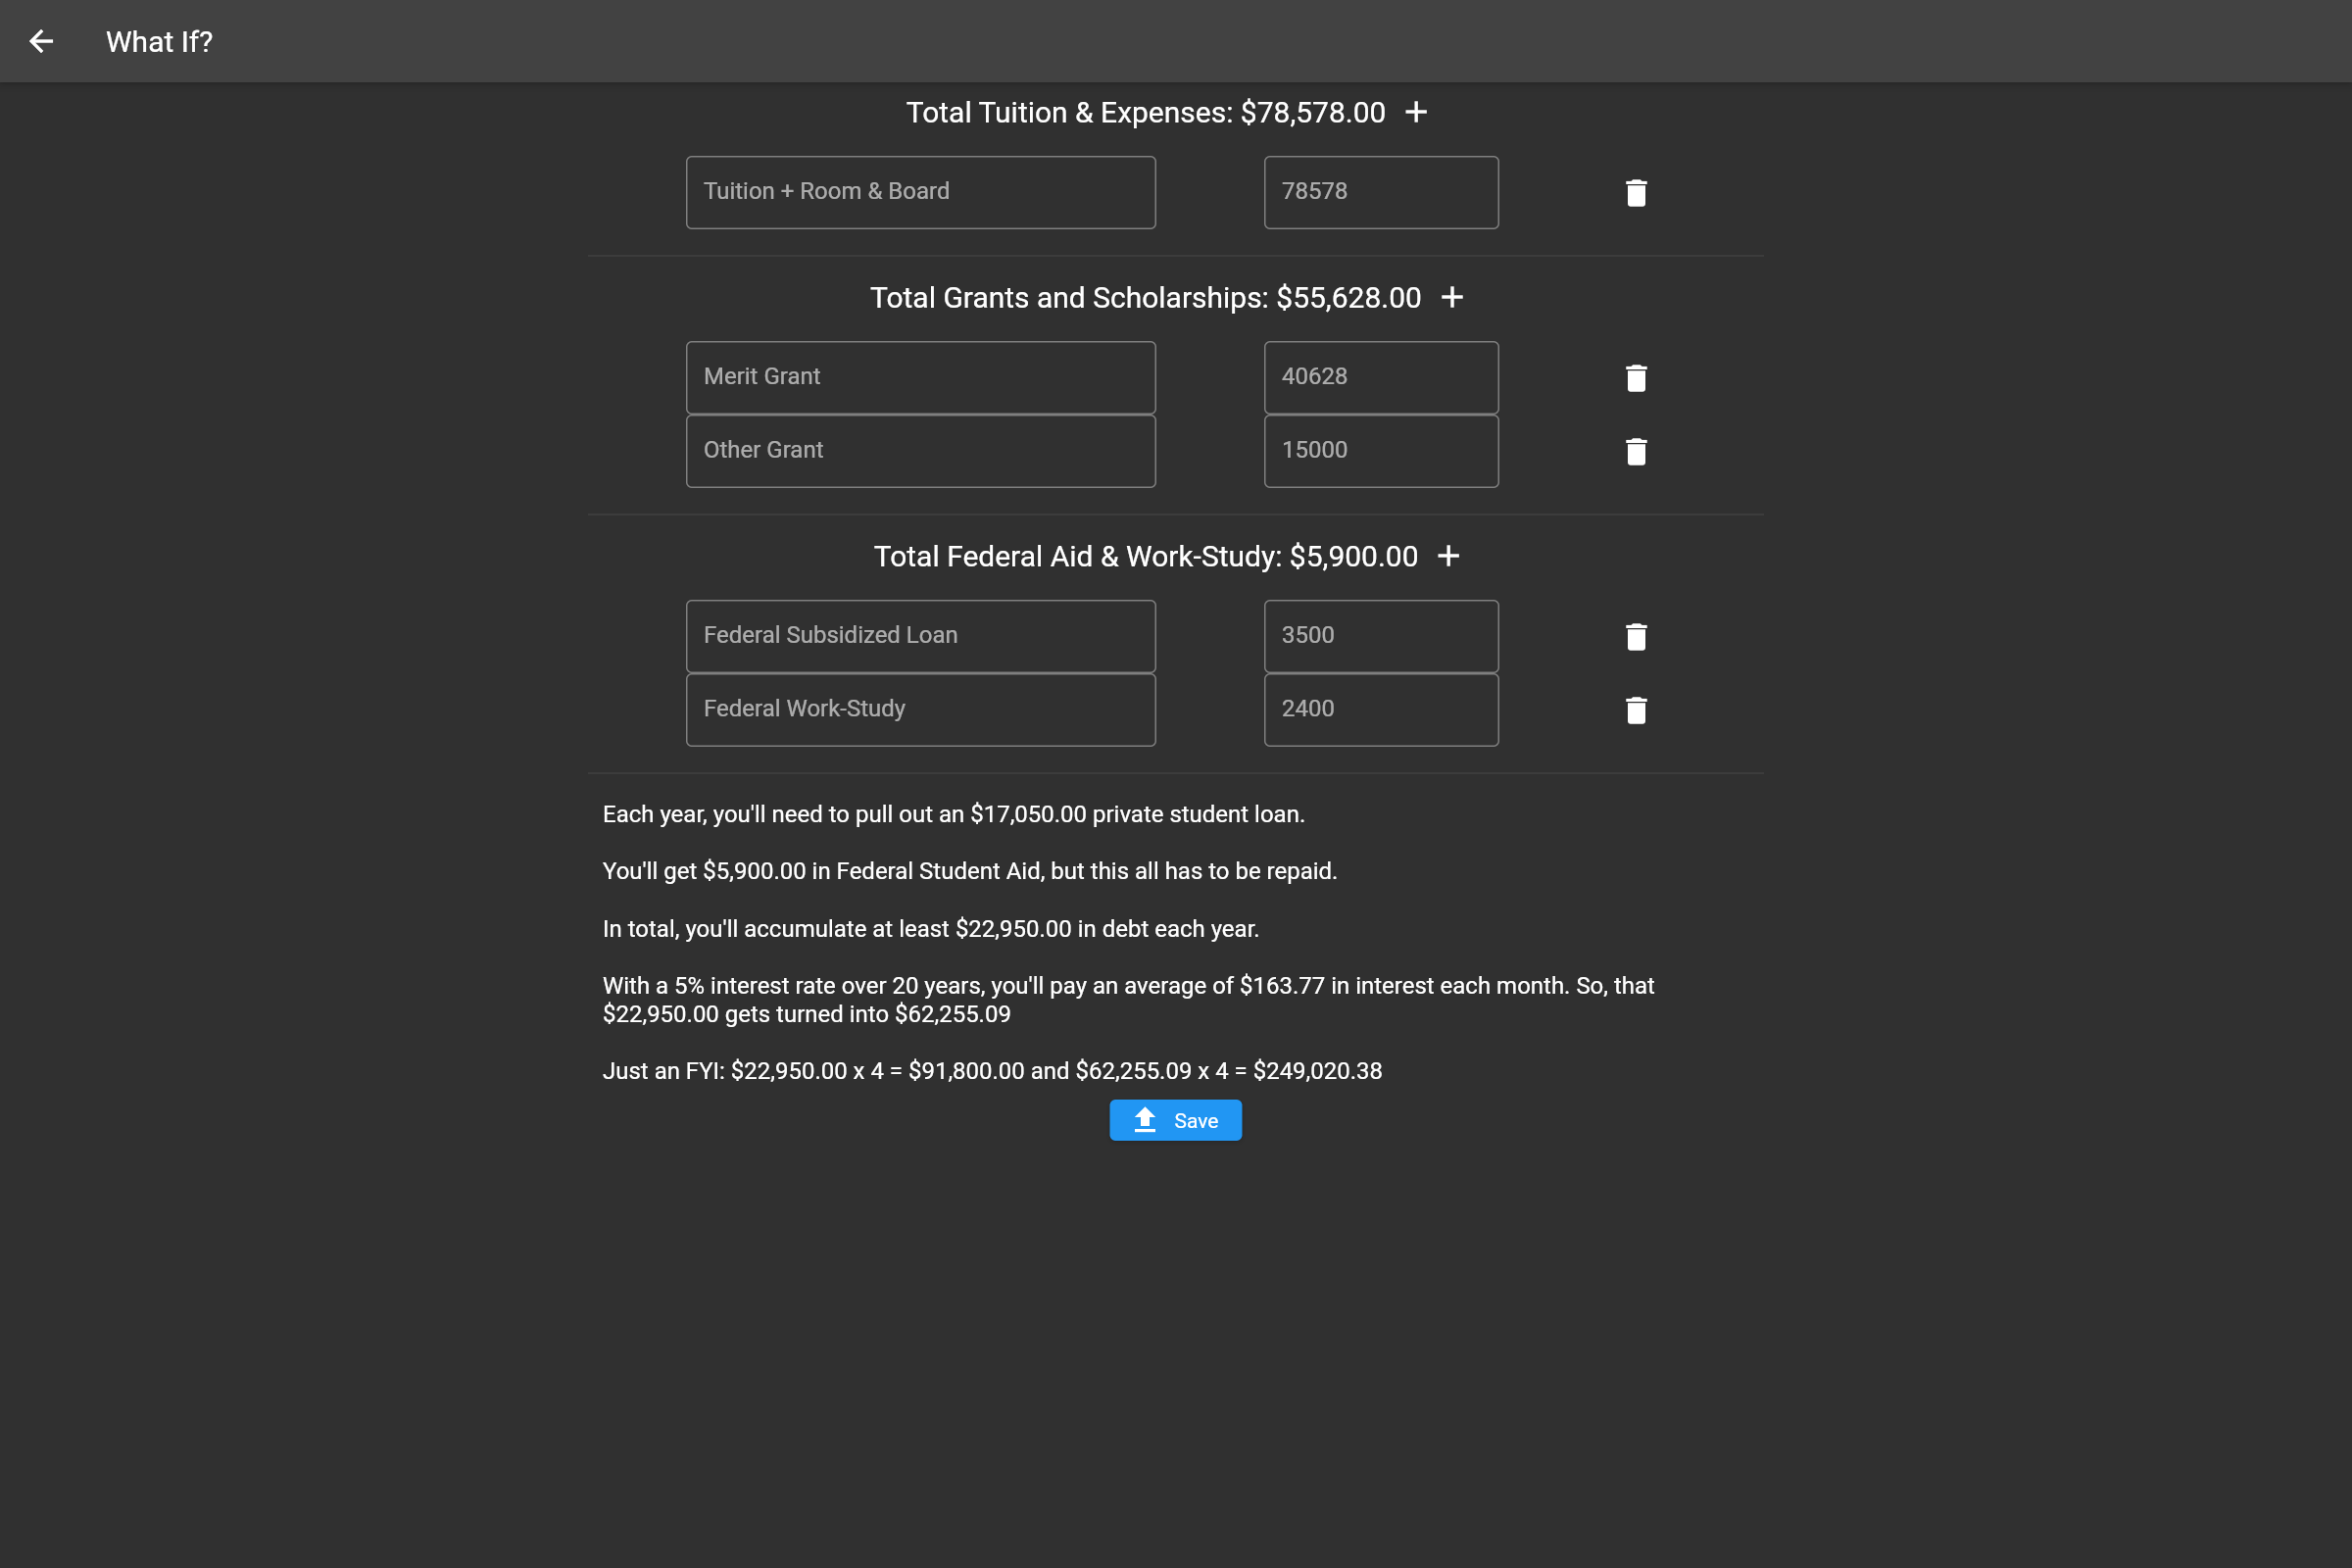 What If?
Total Tuition & Expenses: $78,578.00 +
Tuition + Room & Board 78578
Total Grants and Scholarships: $55,628.00 +
Merit Grant 40628
Other Grant 15000
Total Federal Aid & Work-Study: $5,900.00 +
Federal Subsidized Loan 3500
Federal Work-Study 2400
Each year, you'll need to pull out an $17,050.00 private student loan.
You'll get $5,900.00 in Federal Student Aid, but this all has to be repaid.
In total, you'll accumulate at least $22,950.00 in debt each year.
With a 5% interest rate over 20 years, you'll pay an average of $163.77 in interest each month. So, that
$22,950.00 gets turned into $62,255.09
Just an FYI: $22,950.00 x 4 = $91,800.00 and $62,255.09 x 4 = $249,020.38
Save